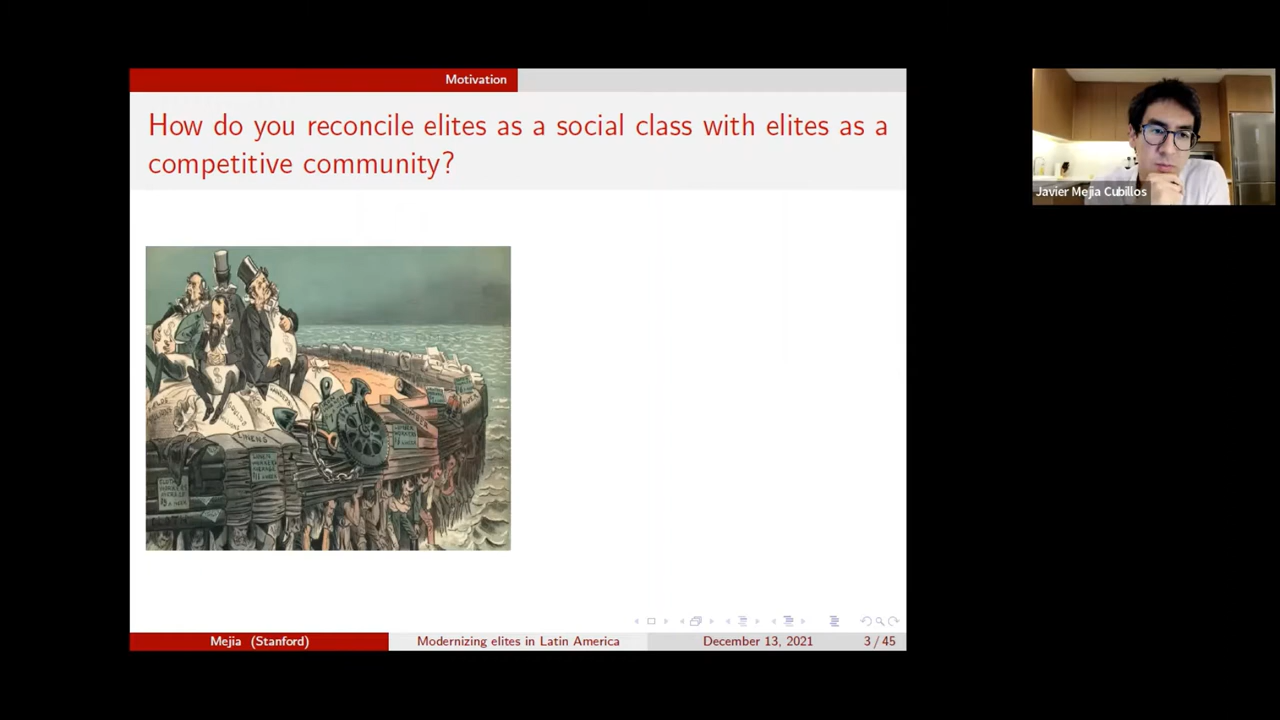 Motivation
How do you reconcile elites as a social class with elites as a
competitive community?
Javier Mejia Cubillos
LINENS
Mejia (Stanford)
Modernizing elites in Latin America
December 13, 2021
3 / 45